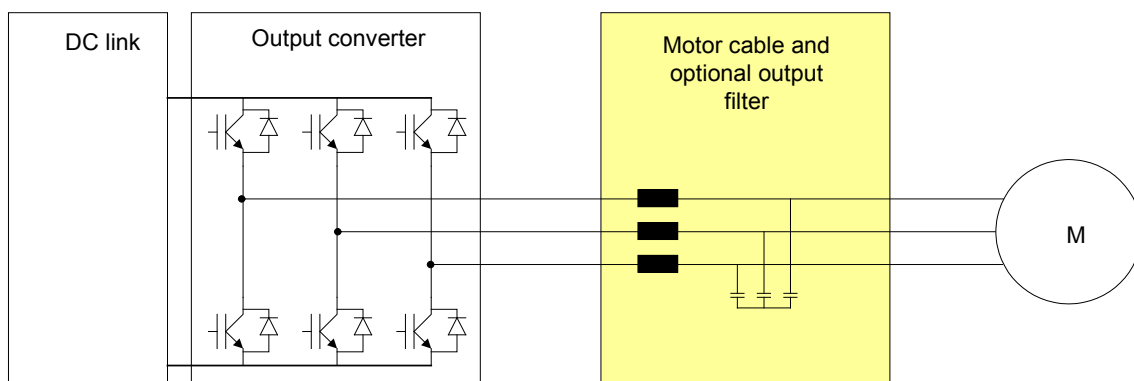 DC link
Output converter
Motor cable and
optional output
filter
M